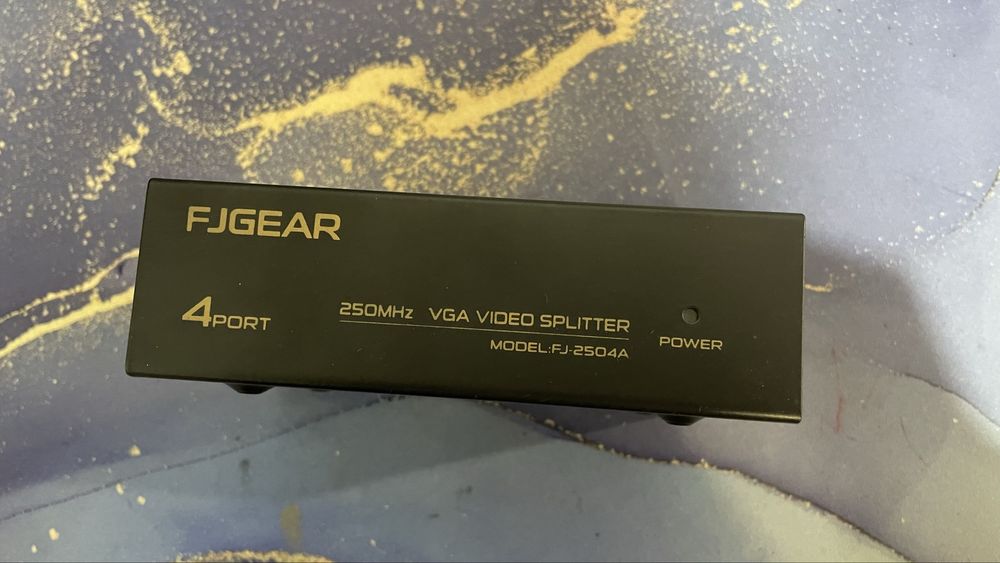 FJGEAR
4PORT
250MHz VGA VIDEO SPLITTER
MODEL:FJ-2504A
POWER